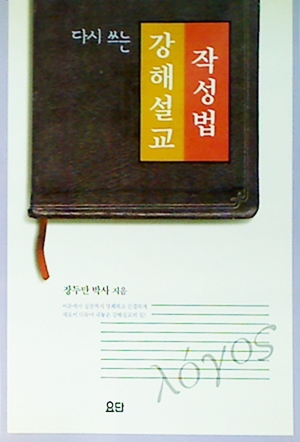 다시 쓰는
강해설교
작성법
장두만 박사 지음
λόγος
요단